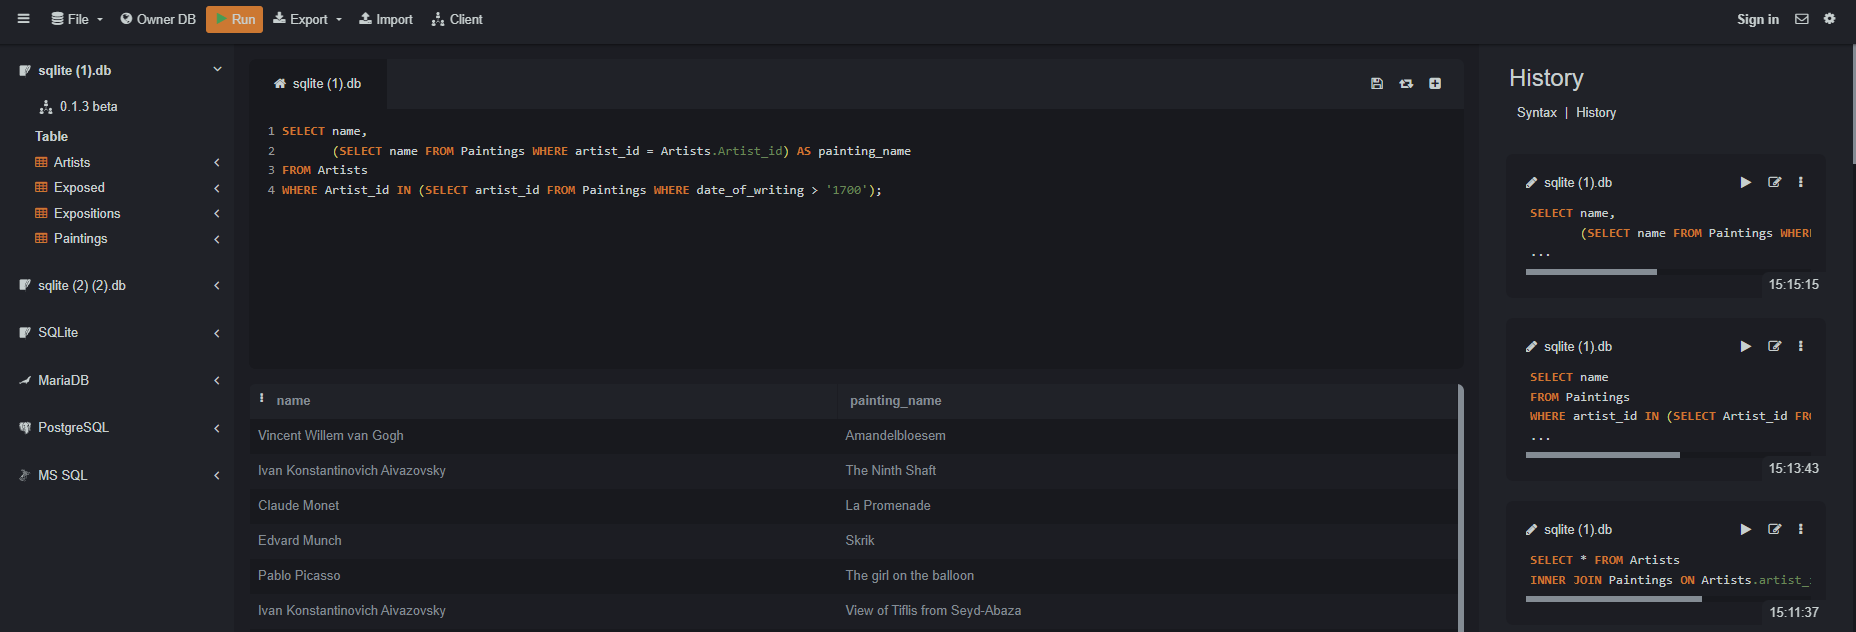 File Owner DB Run Export Import Client Sign in
sqlite (1).db
0.1.3 beta
Table
Artists
Exposed
Expositions
Paintings
sqlite (2) (2).db
SQLite
MariaDB
PostgreSQL
MS SQL
sqlite (1).db
1 SELECT name,
2 (SELECT name FROM Paintings WHERE artist_id = Artists.Artist_id) AS painting_name
3 FROM Artists
4 WHERE Artist_id IN (SELECT artist_id FROM Paintings WHERE date_of_writing > '1700');
name painting_name
Vincent Willem van Gogh Amandelbloesem
Ivan Konstantinovich Aivazovsky The Ninth Shaft
Claude Monet La Promenade
Edvard Munch Skrik
Pablo Picasso The girl on the balloon
Ivan Konstantinovich Aivazovsky View of Tiflis from Seyd-Abaza
History
Syntax | History
sqlite (1).db
SELECT name,
(SELECT name FROM Paintings WHERE
...
15:15:15
sqlite (1).db
SELECT name
FROM Paintings
WHERE artist_id IN (SELECT Artist_id FRO
...
15:13:43
sqlite (1).db
SELECT * FROM Artists
INNER JOIN Paintings ON Artists.artist_
15:11:37